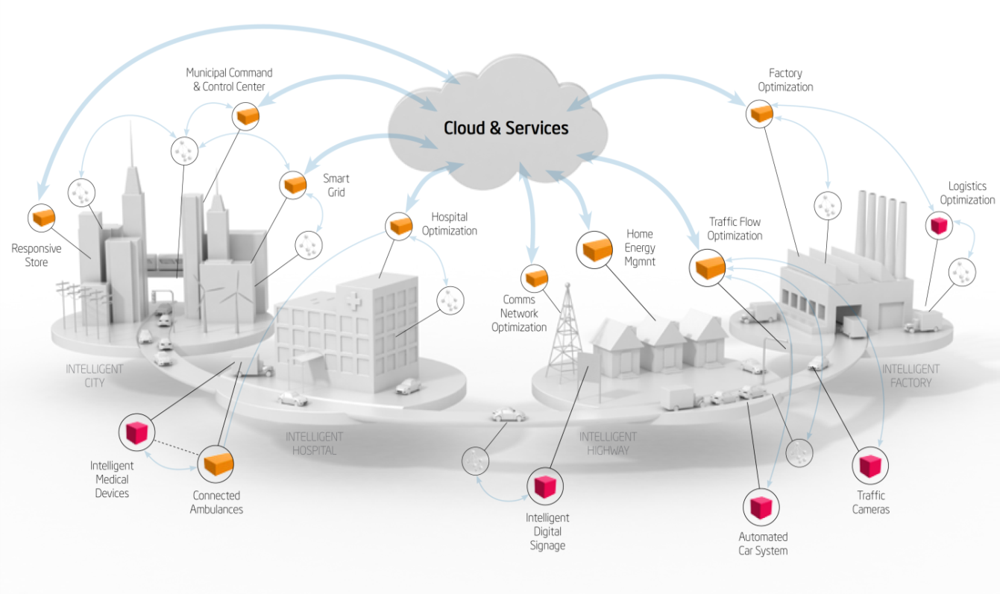 Municipal Command
& Control Center
Cloud & Services
Factory
Optimization
Smart
Grid
Logistics
Optimization
Hospital
Optimization
Traffic Flow
Optimization
Responsive
Store
Home
Energy
Mgmnt
Comms
Network
Optimization
INTELLIGENT
CITY
INTELLIGENT
FACTORY
INTELLIGENT
HOSPITAL
INTELLIGENT
HIGHWAY
Intelligent
Medical
Devices
Connected
Ambulances
Intelligent
Digital
Signage
Automated
Car System
Traffic
Cameras